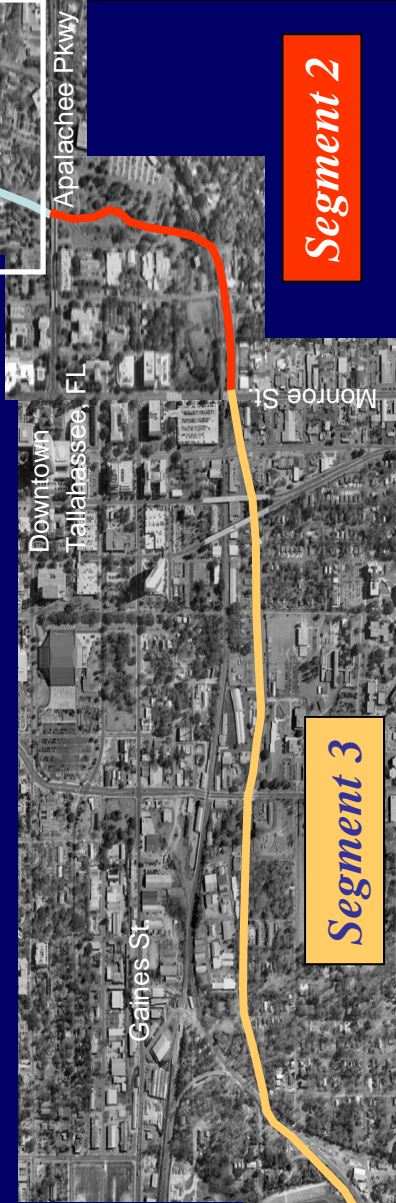 Downtown
Tallahassee, FL
Apalachee Pkwy
Gaines St.
Monroe St.
Segment 3
Segment 2